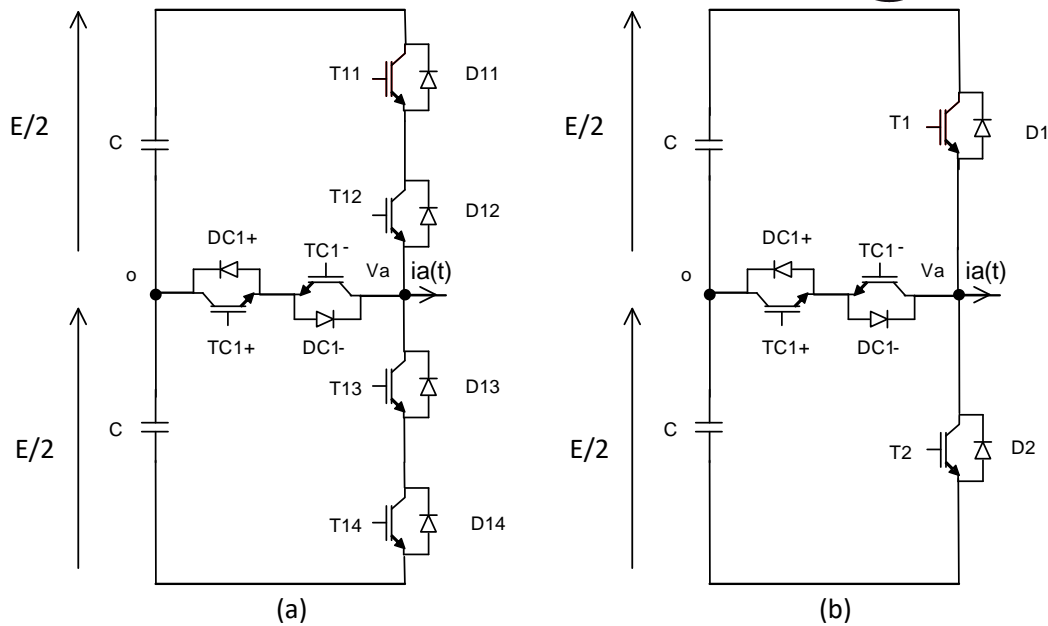 E/2
C
T11
D11
T12
D12
DC1+
TC1-
o
Va
ia(t)
TC1+
DC1-
T13
D13
E/2
C
T14
D14
(a)
E/2
C
T1
D1
DC1+
TC1-
o
Va
ia(t)
TC1+
DC1-
E/2
C
T2
D2
(b)